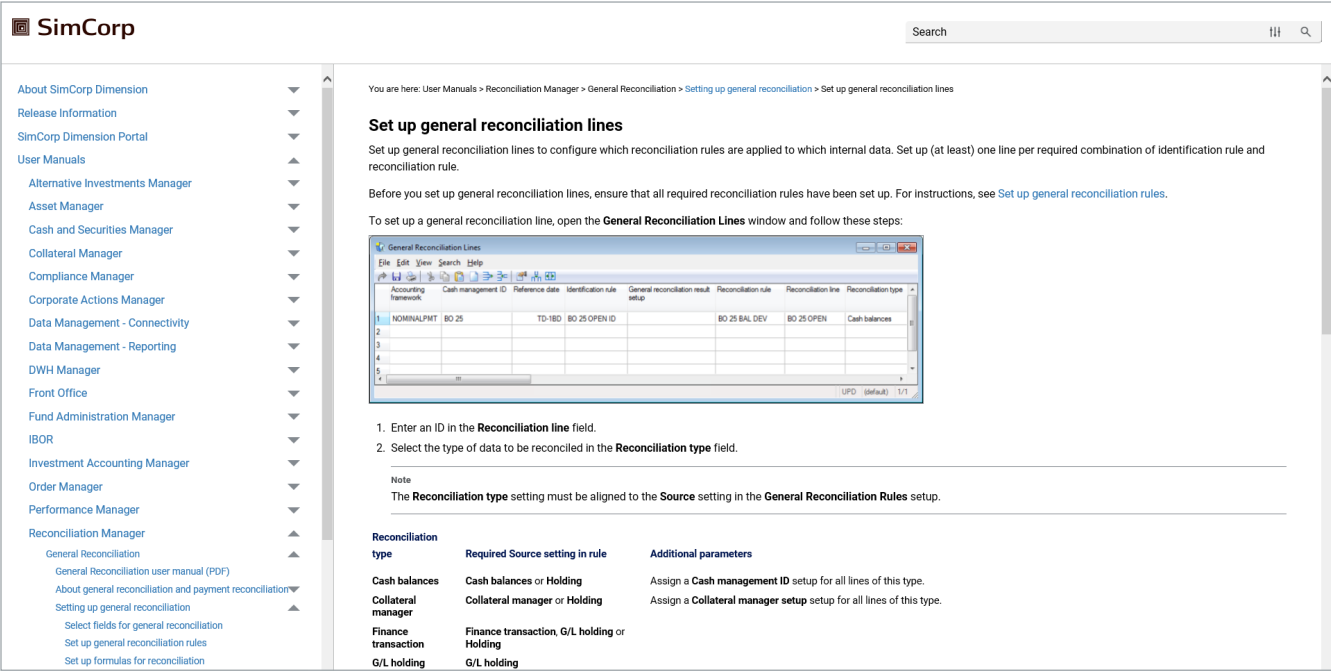 SimCorp
Search
About SimCorp Dimension
Release Information
SimCorp Dimension Portal
User Manuals
Alternative Investments Manager
Asset Manager
Cash and Securities Manager
Collateral Manager
Compliance Manager
Corporate Actions Manager
Data Management - Connectivity
Data Management - Reporting
DWH Manager
Front Office
Fund Administration Manager
IBOR
Investment Accounting Manager
Order Manager
Performance Manager
Reconciliation Manager
General Reconciliation
General Reconciliation user manual (PDF)
About general reconciliation and payment reconciliation
Setting up general reconciliation
Select fields for general reconciliation
Set up general reconciliation rules
Set up formulas for reconciliation
You are here: User Manuals > Reconciliation Manager > General Reconciliation > Setting up general reconciliation > Set up general reconciliation lines
Set up general reconciliation lines
Set up general reconciliation lines to configure which reconciliation rules are applied to which internal data. Set up (at least) one line per required combination of identification rule and
reconciliation rule.
Before you set up general reconciliation lines, ensure that all required reconciliation rules have been set up. For instructions, see Set up general reconciliation rules.
To set up a general reconciliation line, open the General Reconciliation Lines window and follow these steps:
General Reconciliation Lines
File Edit View Search Help
Accounting framework Cash management ID Reference date Identification rule General reconciliation result setup Reconciliation rule Reconciliation line Reconciliation type
1 NOMINALPMT BO 25 TD-1BD BO 25 OPEN ID BO 25 BAL DEV BO 25 OPEN Cash balances
2
3
4
5
UPD (default) 1/1
1. Enter an ID in the Reconciliation line field.
2. Select the type of data to be reconciled in the Reconciliation type field.
Note
The Reconciliation type setting must be aligned to the Source setting in the General Reconciliation Rules setup.
Reconciliation
type Required Source setting in rule Additional parameters
Cash balances Cash balances or Holding Assign a Cash management ID setup for all lines of this type.
Collateral Collateral manager or Holding Assign a Collateral manager setup setup for all lines of this type.
manager
Finance Finance transaction, G/L holding or
transaction Holding
G/L holding G/L holding